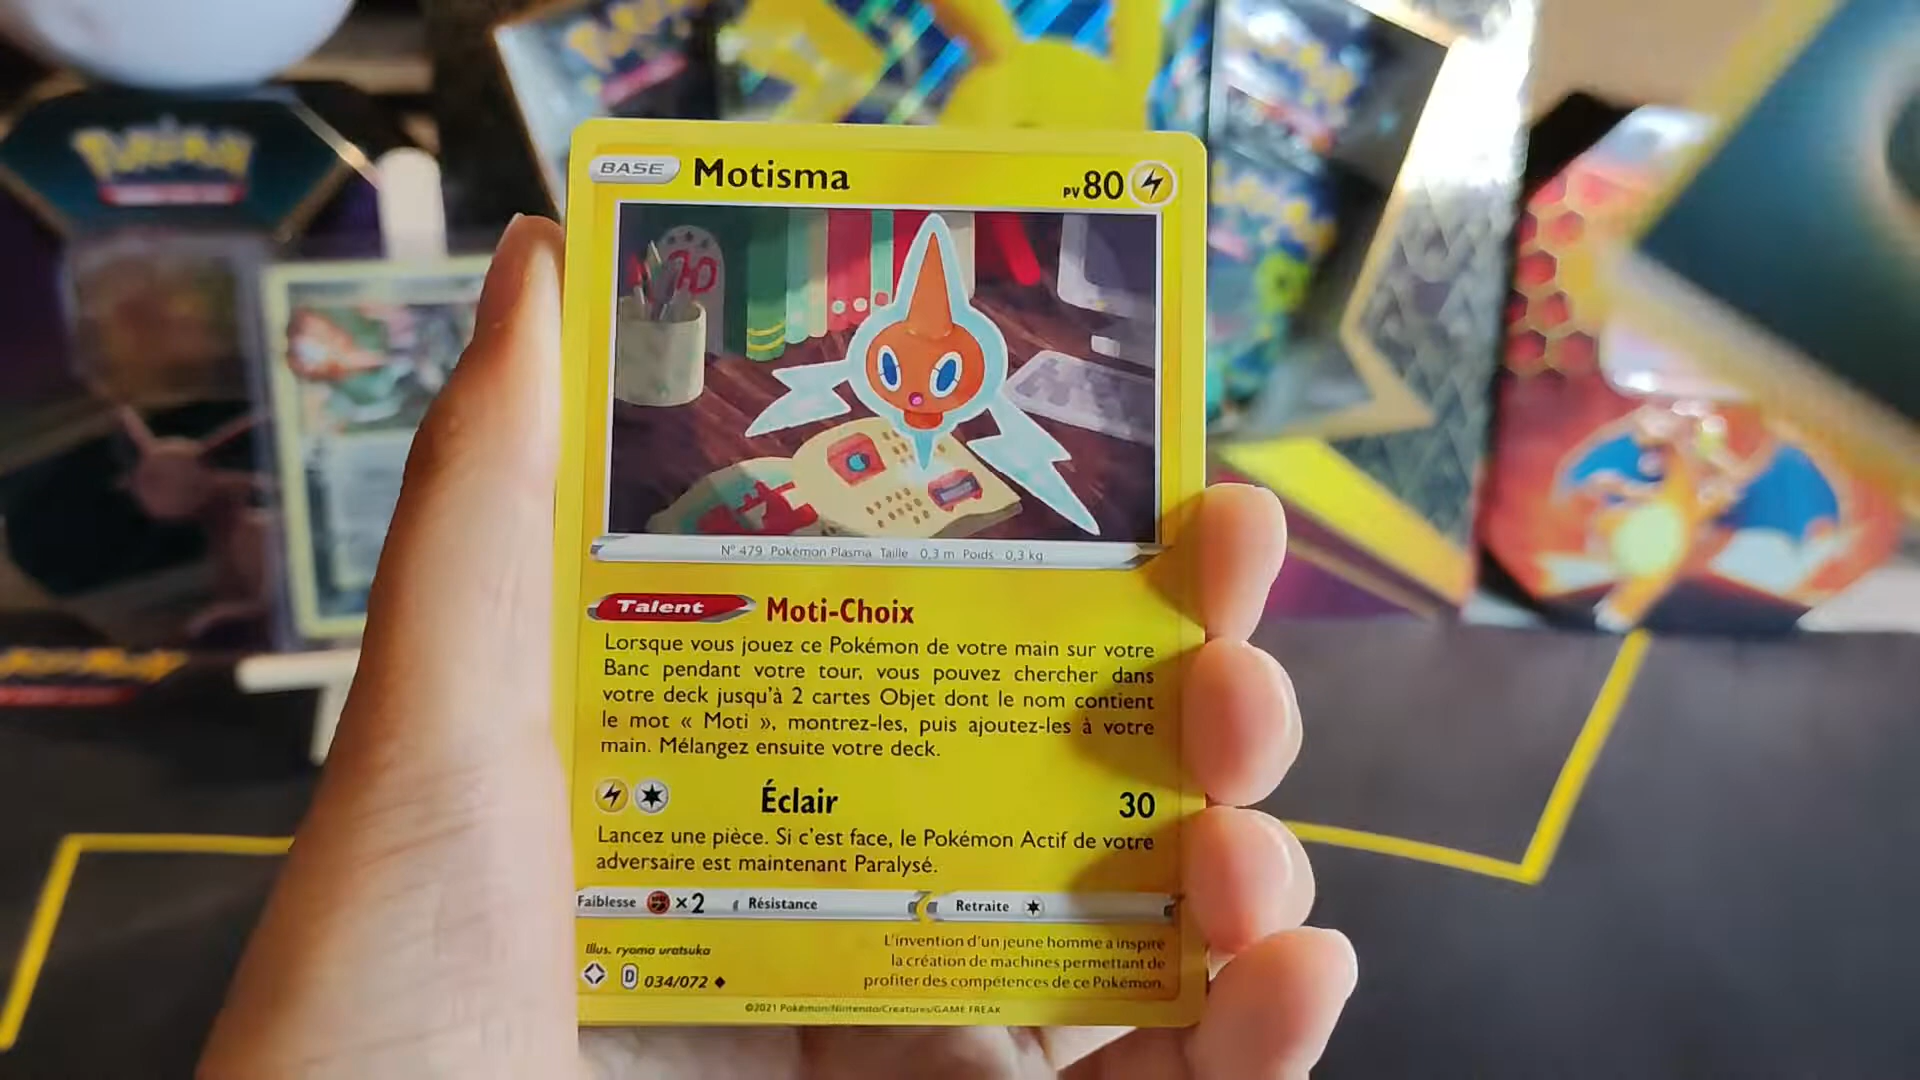 POKÉMON
BASE
Motisma
PV 80
N° 479 Pokémon Plasma Taille : 0,3 m Poids : 0,3 kg
Talent
Moti-Choix
Lorsque vous jouez ce Pokémon de votre main sur votre
Banc pendant votre tour, vous pouvez chercher dans
votre deck jusqu'à 2 cartes Objet dont le nom contient
le mot « Moti », montrez-les, puis ajoutez-les à votre
main. Mélangez ensuite votre deck.
Éclair
30
Lancez une pièce. Si c'est face, le Pokémon Actif de votre
adversaire est maintenant Paralysé.
Faiblesse ×2 Résistance Retraite
Illus. ryoma uratsuka
D 034/072
L'invention d'un jeune homme a inspiré
la création de machines permettant de
profiter des compétences de ce Pokémon.
©2021 Pokémon/Nintendo/Creatures/GAME FREAK